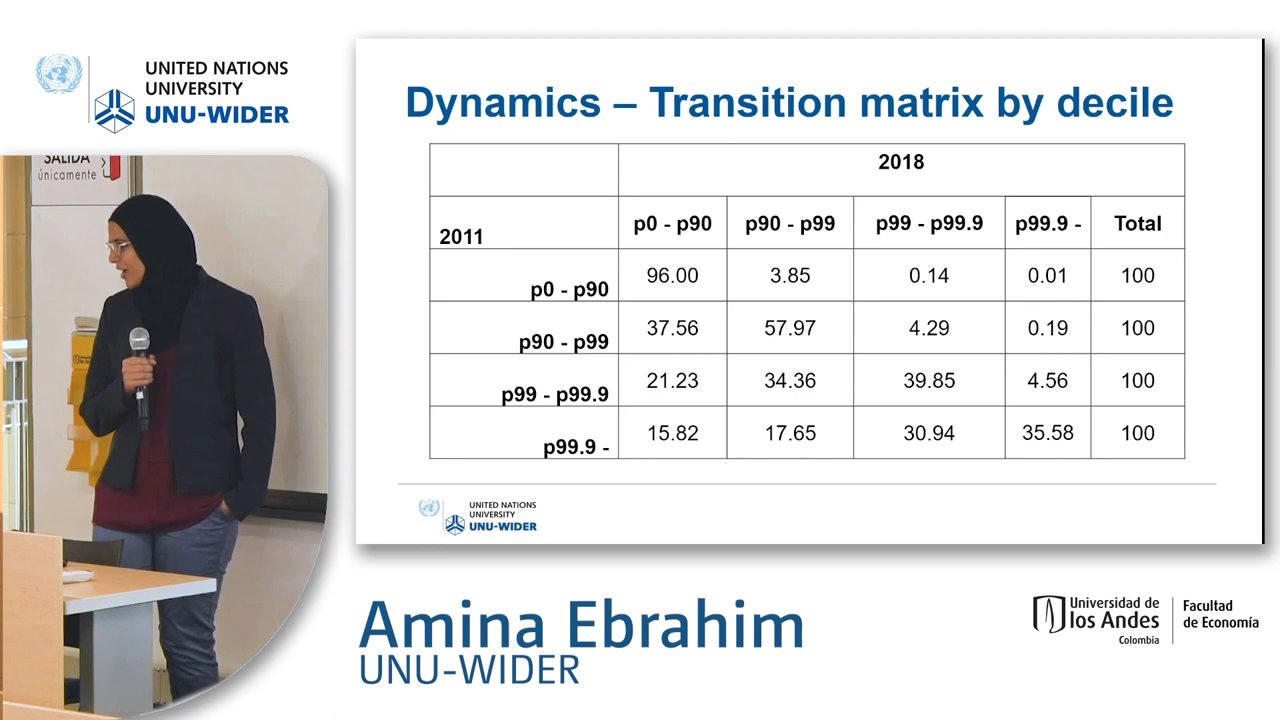 UNITED NATIONS
UNIVERSITY
UNU-WIDER
SALIDA
únicamente
Dynamics – Transition matrix by decile
2018
2011 p0 - p90 p90 - p99 p99 - p99.9 p99.9 - Total
p0 - p90 96.00 3.85 0.14 0.01 100
p90 - p99 37.56 57.97 4.29 0.19 100
p99 - p99.9 21.23 34.36 39.85 4.56 100
p99.9 - 15.82 17.65 30.94 35.58 100
UNITED NATIONS
UNIVERSITY
UNU-WIDER
Amina Ebrahim
UNU-WIDER
Universidad de
los Andes
Colombia
Facultad
de Economía